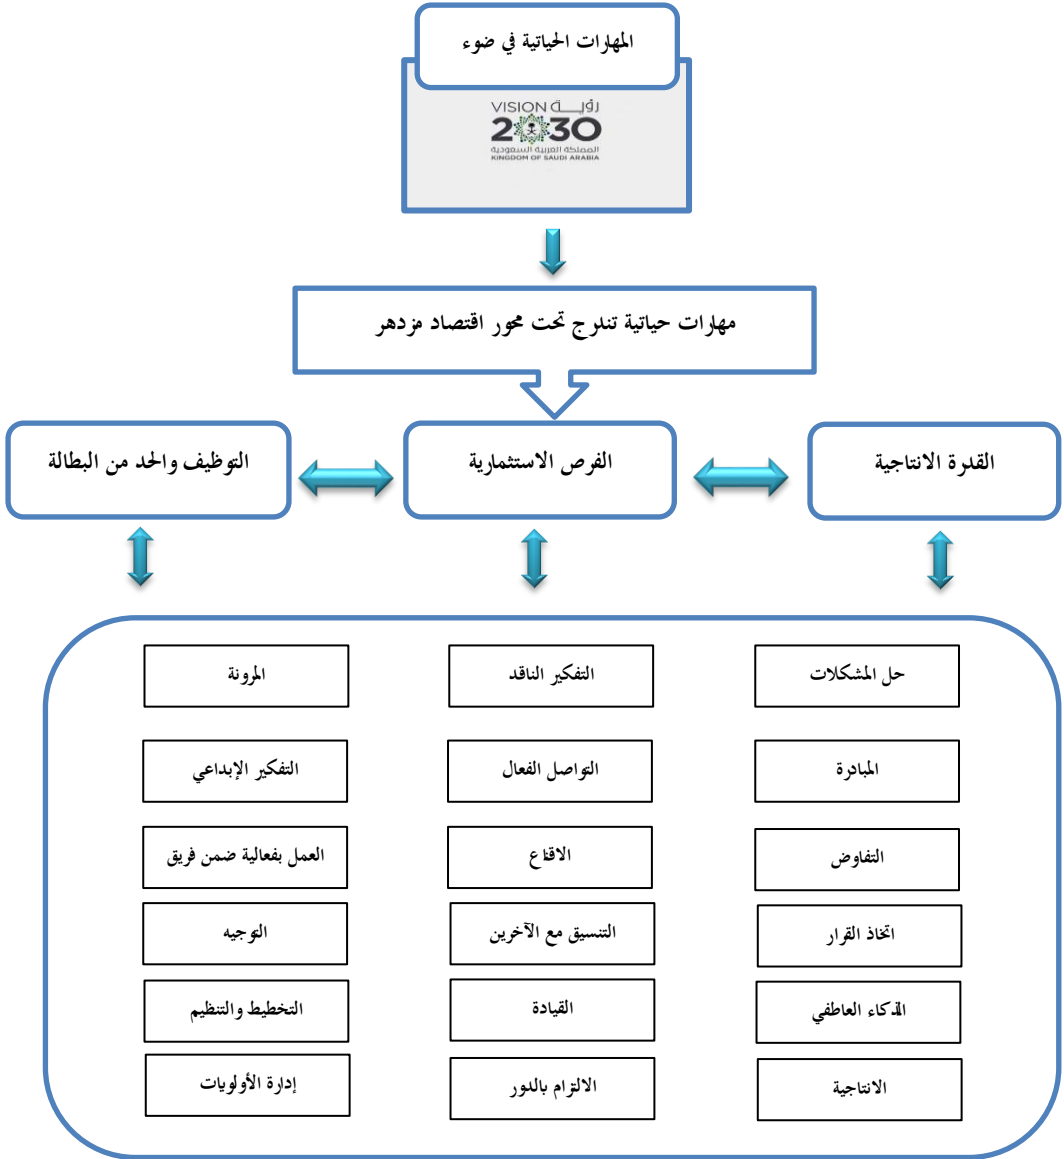 المهارات الحياتية في ضوء
VISION رؤيــة
2030
المملكة العربية السعودية
KINGDOM OF SAUDI ARABIA
مهارات حياتية تندرج تحت محور اقتصاد مزدهر
القدرة الانتاجية
الفرص الاستثمارية
التوظيف والحد من البطالة
حل المشكلات
التفكير الناقد
المرونة
المبادرة
التواصل الفعال
التفكير الإبداعي
التفاوض
الاقناع
العمل بفعالية ضمن فريق
اتخاذ القرار
التنسيق مع الآخرين
التوجيه
الذكاء العاطفي
القيادة
التخطيط والتنظيم
الانتاجية
الالتزام بالدور
إدارة الأولويات